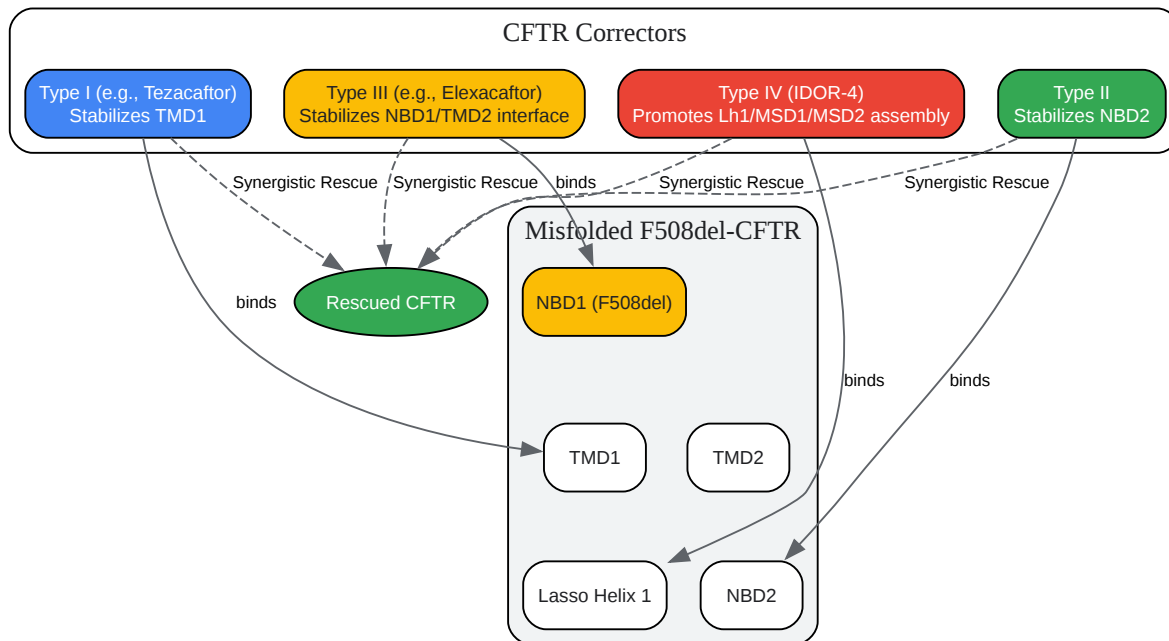 CFTR Correctors
Type I (e.g., Tezacaftor)
Stabilizes TMD1
Type III (e.g., Elexacaftor)
Stabilizes NBD1/TMD2 interface
Type IV (IDOR-4)
Promotes Lh1/MSD1/MSD2 assembly
Type II
Stabilizes NBD2
Synergistic Rescue
Synergistic Rescue
binds
Synergistic Rescue
Synergistic Rescue
Misfolded F508del-CFTR
Rescued CFTR
NBD1 (F508del)
binds
binds
binds
TMD1
TMD2
Lasso Helix 1
NBD2